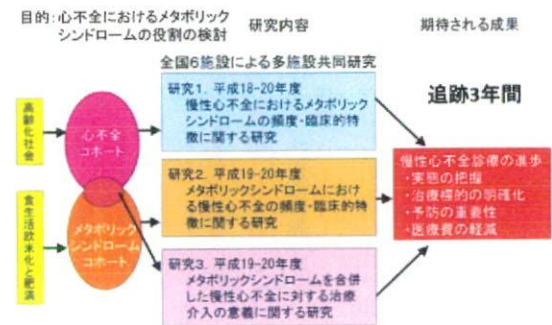 目的:心不全におけるメタボリック
シンドロームの役割の検討
研究内容
期待される成果
全国6施設による多施設共同研究
高齢化社会
食生活欧米化と肥満
心不全
コホート
メタボリック
シンドローム
コホート
研究1. 平成18-20年度
慢性心不全におけるメタボリック
シンドロームの頻度・臨床的特
徴に関する研究
研究2. 平成19-20年度
メタボリックシンドロームにおけ
る慢性心不全の頻度・臨床的特
徴に関する研究
研究3. 平成19-20年度
メタボリックシンドロームを合併
した慢性心不全に対する治療
介入の意義に関する研究
追跡3年間
慢性心不全診療の進歩
・実態の把握
・治療標的の明確化
・予防の重要性
・医療費の軽減